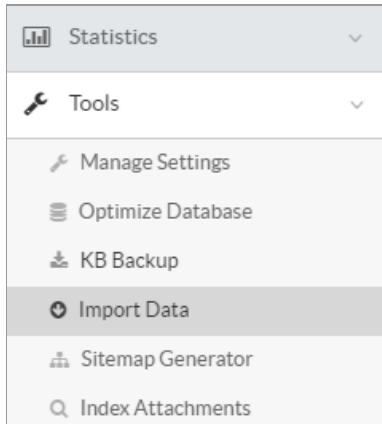 Statistics
Tools
Manage Settings
Optimize Database
KB Backup
Import Data
Sitemap Generator
Index Attachments